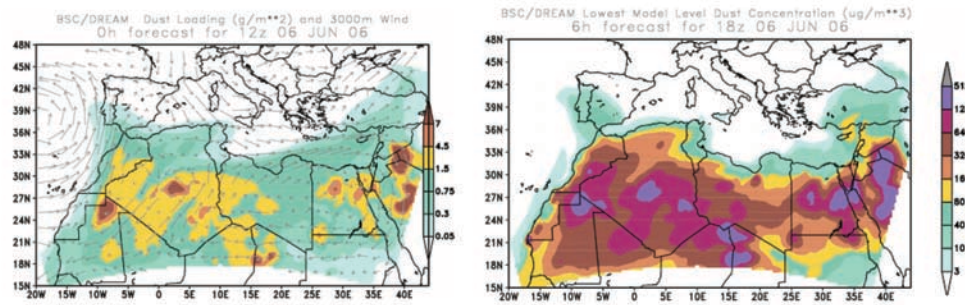 BSC/DREAM Dust Loading (g/m**2) and 3000m Wind
0h forecast for 12z 06 JUN 06
48N
45N
42N
39N
36N
33N
30N
27N
24N
21N
18N
15N
20W 15W 10W 5W 0 5E 10E 15E 20E 25E 30E 35E 40E
7
4.5
1.5
0.75
0.3
0.05
BSC/DREAM Lowest Model Level Dust Concentration (ug/m**3)
6h forecast for 18z 06 JUN 06
48N
45N
42N
39N
36N
33N
30N
27N
24N
21N
18N
15N
20W 15W 10W 5W 0 5E 10E 15E 20E 25E 30E 35E 40E
51
12
64
32
16
80
40
10
3